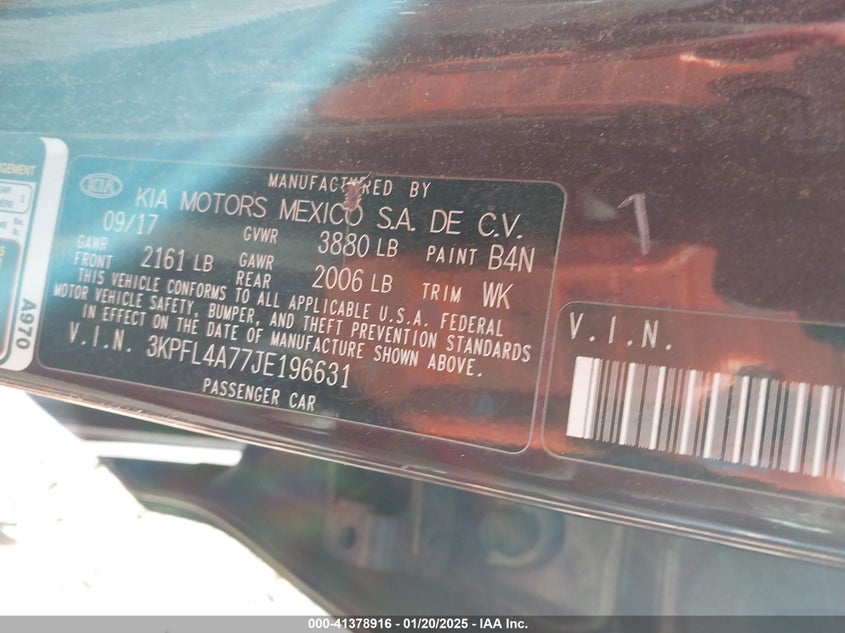 GEMENT
A970
KIA
MANUFACTURED BY
KIA MOTORS MEXICO S.A. DE C.V.
09/17 GVWR 3880 LB PAINT B4N
GAWR FRONT 2161 LB GAWR REAR 2006 LB TRIM WK
THIS VEHICLE CONFORMS TO ALL APPLICABLE U.S.A. FEDERAL
MOTOR VEHICLE SAFETY, BUMPER, AND THEFT PREVENTION STANDARDS
IN EFFECT ON THE DATE OF MANUFACTURE SHOWN ABOVE.
V.I.N. 3KPFL4A77JE196631
PASSENGER CAR
V.I.N.
1
000-41378916 - 01/20/2025 - IAA Inc.